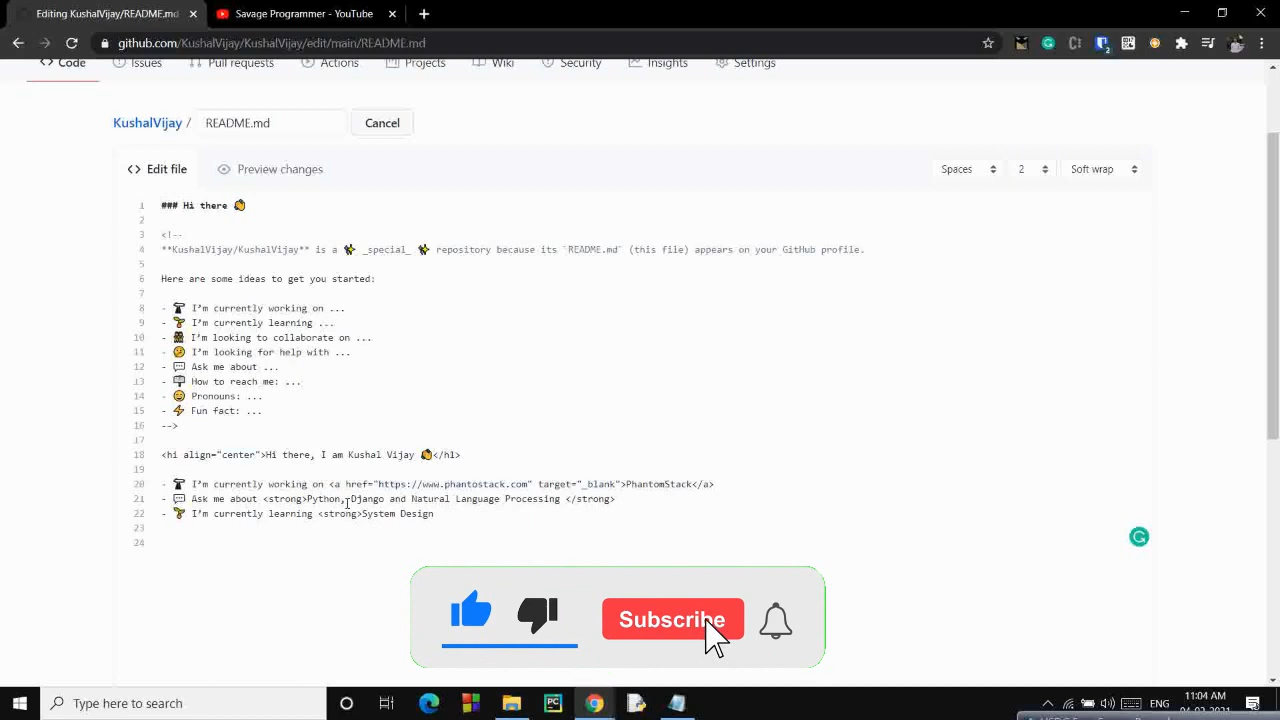 Editing KushalVijay/README.md
Savage Programmer - YouTube
github.com/KushalVijay/KushalVijay/edit/main/README.md
Code Issues Pull requests Actions Projects Wiki Security Insights Settings
KushalVijay / README.md Cancel
Edit file Preview changes Spaces 2 Soft wrap
1 ### Hi there 👋
2
3 <!--
4 **KushalVijay/KushalVijay** is a ✨ _special_ ✨ repository because its `README.md` (this file) appears on your GitHub profile.
5
6 Here are some ideas to get you started:
7
8 - 🔭 I'm currently working on ...
9 - 🌱 I'm currently learning ...
10 - 👯 I'm looking to collaborate on ...
11 - 🤔 I'm looking for help with ...
12 - 💬 Ask me about ...
13 - 📫 How to reach me: ...
14 - 😄 Pronouns: ...
15 - ⚡ Fun fact: ...
16 -->
17
18 <hi align="center">Hi there, I am Kushal Vijay 👋</h1>
19
20 - 🔭 I'm currently working on <a href="https://www.phantostack.com" target="_blank">PhantomStack</a>
21 - 💬 Ask me about <strong>Python, Django and Natural Language Processing </strong>
22 - 🌱 I'm currently learning <strong>System Design
23
24
Subscribe
Type here to search
ENG
11:04 AM